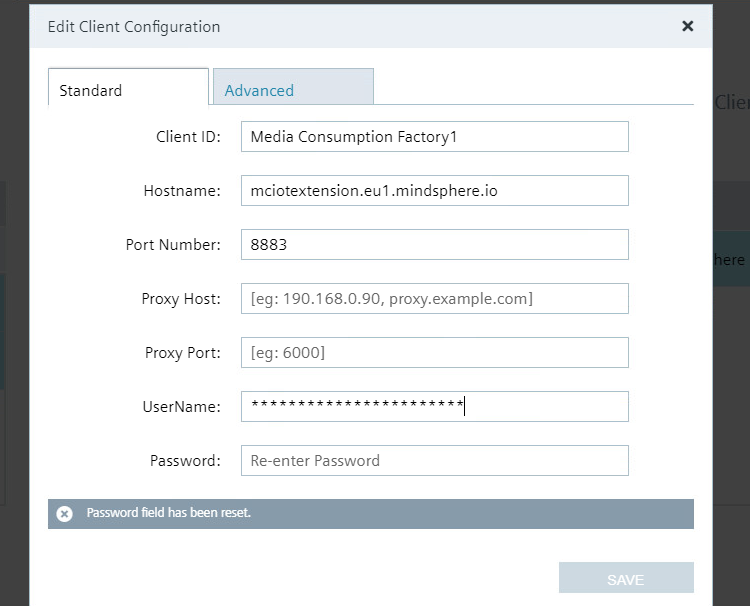 Edit Client Configuration
Standard
Advanced
Client ID: Media Consumption Factory1
Hostname: mciotextension.eu1.mindsphere.io
Port Number: 8883
Proxy Host: [eg: 190.168.0.90, proxy.example.com]
Proxy Port: [eg: 6000]
UserName: ***********************
Password: Re-enter Password
Password field has been reset.
SAVE
Clie
here